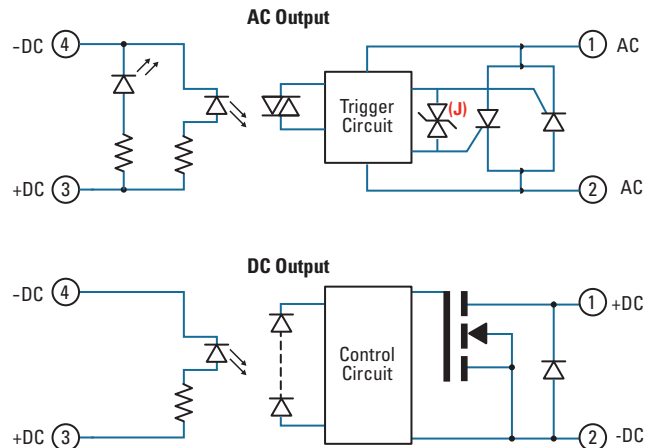 AC Output
-DC 4
1 AC
Trigger
Circuit
(J)
+DC 3
2 AC
DC Output
-DC 4
1 +DC
Control
Circuit
+DC 3
2 -DC